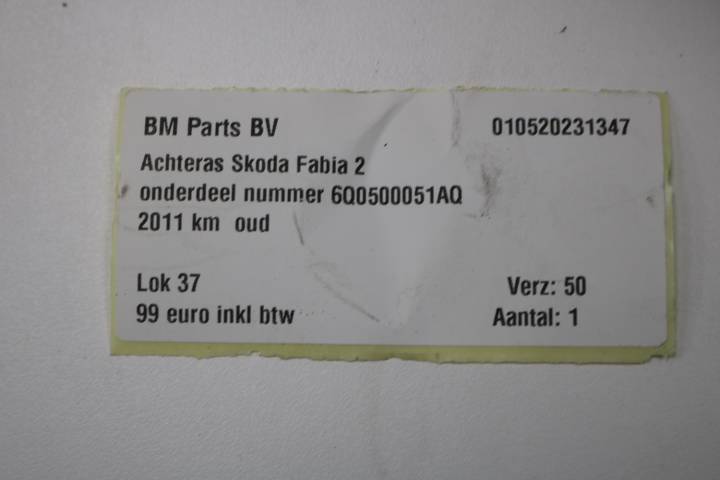 BM Parts BV 010520231347
Achteras Skoda Fabia 2
onderdeel nummer 6Q0500051AQ
2011 km oud
Lok 37 Verz: 50
99 euro inkl btw Aantal: 1